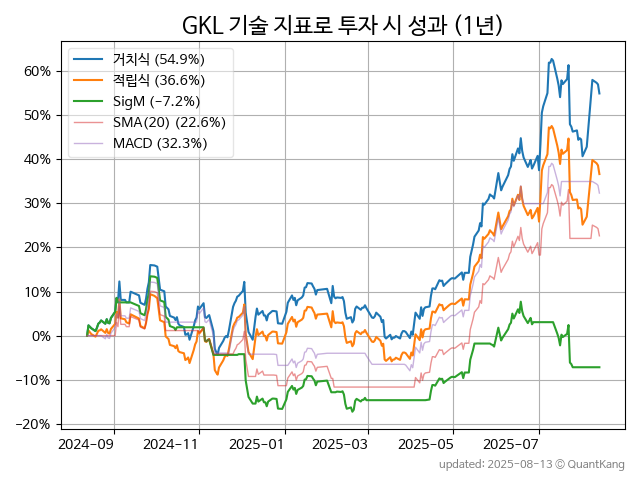 GKL 기술 지표로 투자 시 성과 (1년)
거치식 (54.9%)
적립식 (36.6%)
SigM (−7.2%)
SMA(20) (22.6%)
MACD (32.3%)
60%
50%
40%
30%
20%
10%
0%
−10%
−20%
2024-09 2024-11 2025-01 2025-03 2025-05 2025-07
updated: 2025-08-13 ⓒ QuantKang